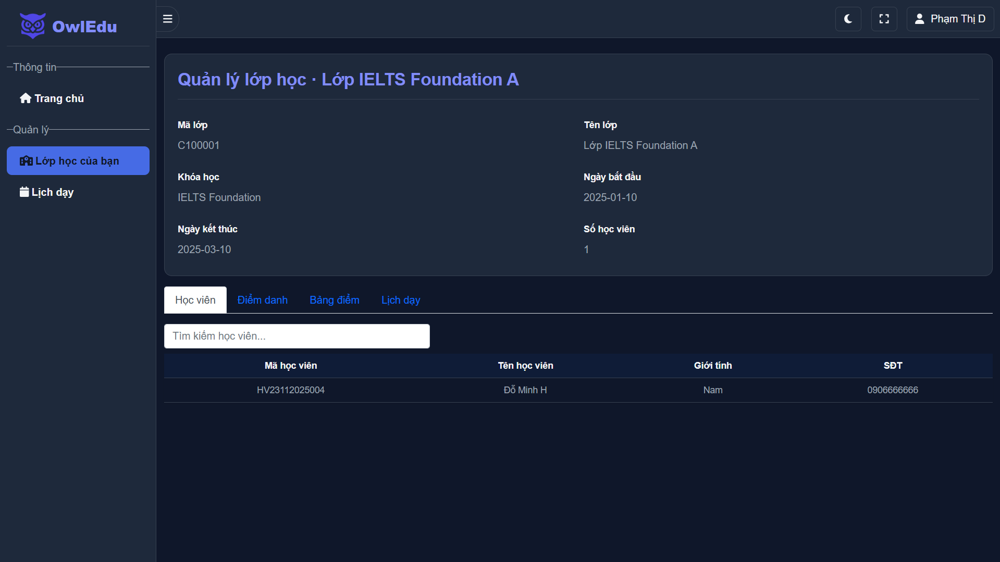 OwlEdu
Phạm Thị D
Thông tin
Trang chủ
Quản lý
Lớp học của bạn
Lịch dạy
Quản lý lớp học · Lớp IELTS Foundation A
Mã lớp
C100001
Tên lớp
Lớp IELTS Foundation A
Khóa học
IELTS Foundation
Ngày bắt đầu
2025-01-10
Ngày kết thúc
2025-03-10
Số học viên
1
Học viên Điểm danh Bảng điểm Lịch dạy
Tìm kiếm học viên...
Mã học viên Tên học viên Giới tính SĐT
HV23112025004 Đỗ Minh H Nam 0906666666